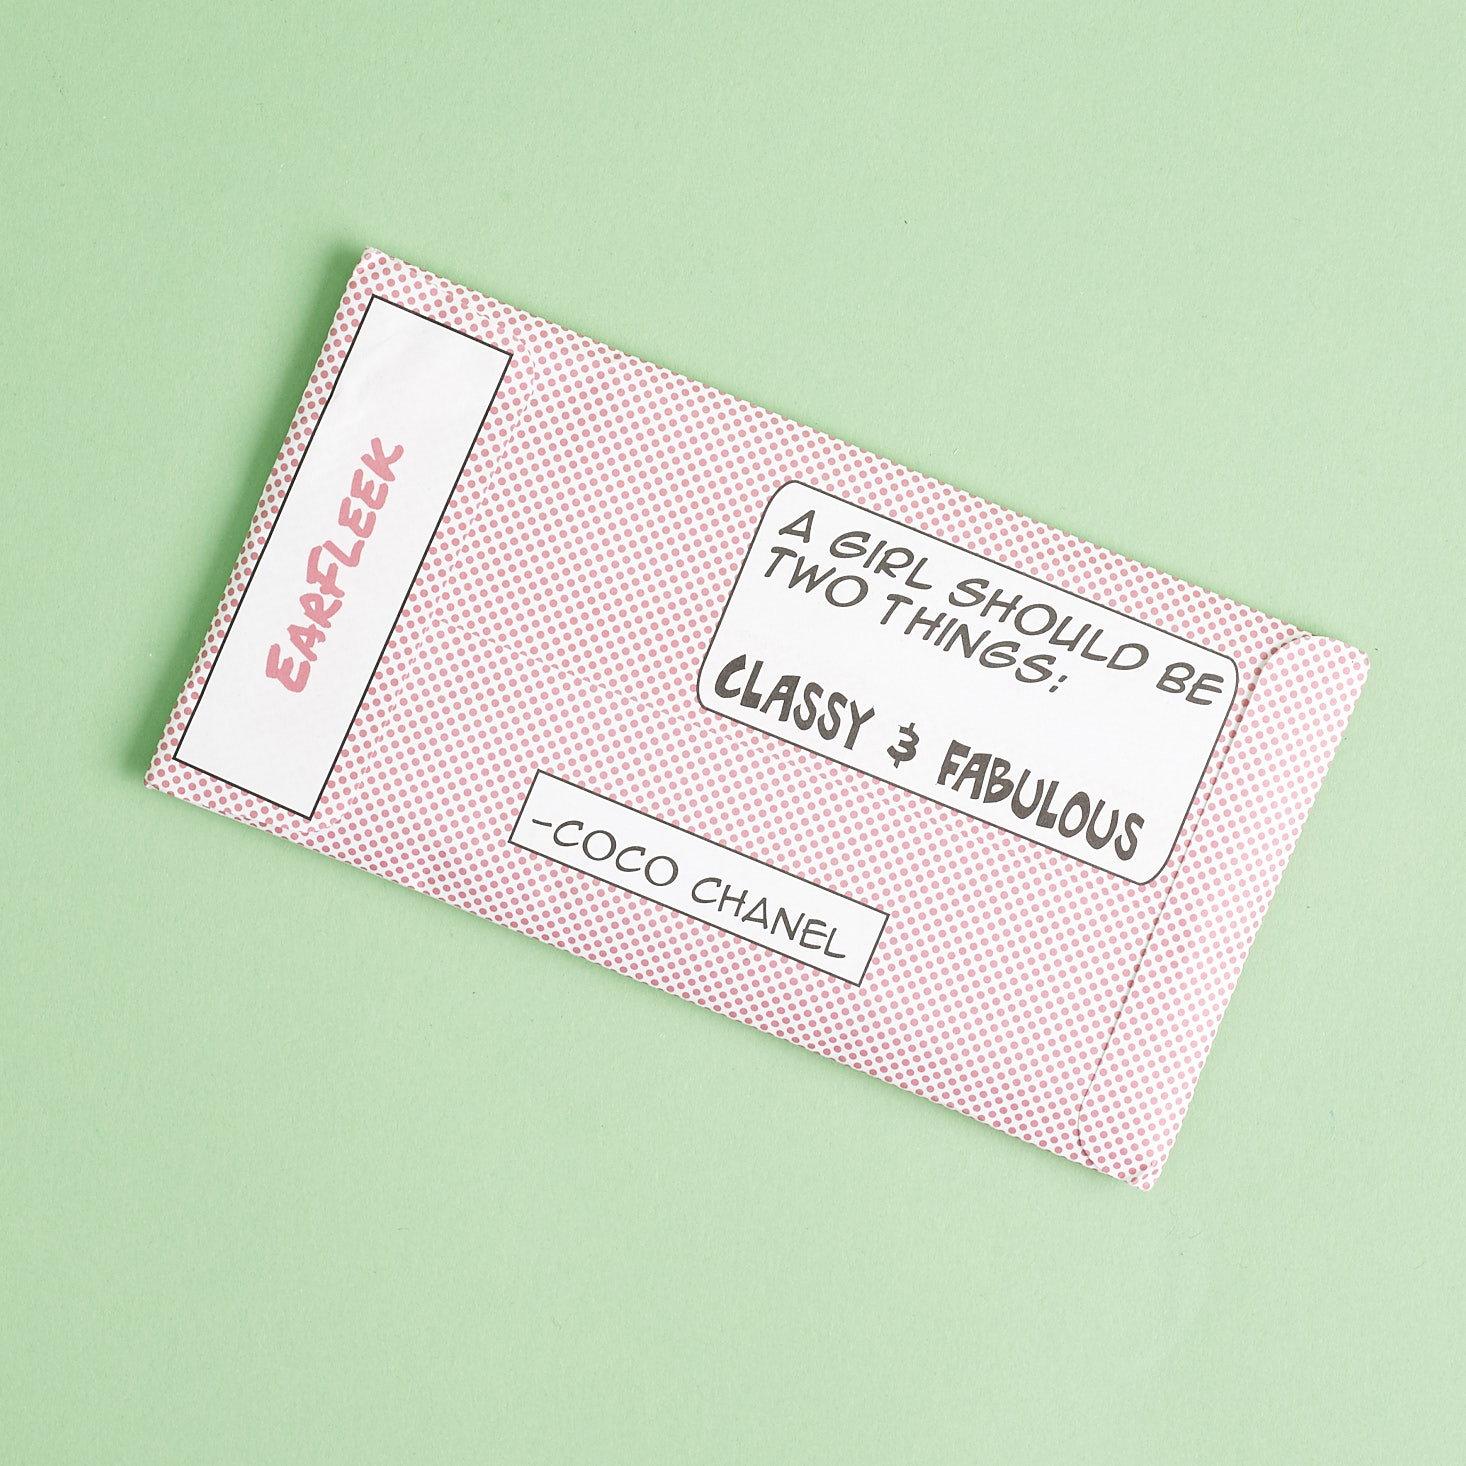 EARFLEEK
A GIRL SHOULD BE
TWO THINGS:
CLASSY & FABULOUS
-COCO CHANEL